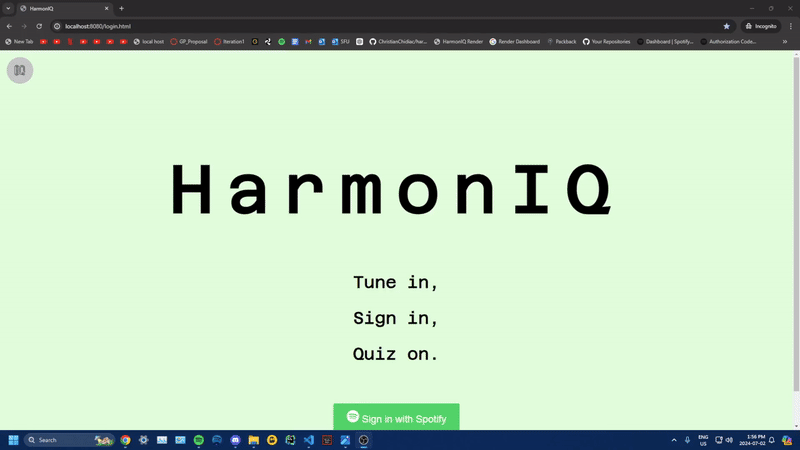 HarmonIQ
localhost:8080/login.html
Incognito
New Tab
local host
GP_Proposal
Iteration1
SFU
ChristianChidiac/har...
HarmonIQ Render
Render Dashboard
Packback
Your Repositories
Dashboard | Spotify...
Authorization Code...
IQ
HarmonIQ
Tune in,
Sign in,
Quiz on.
Sign in with Spotify
Search
ENG
US
1:56 PM
2024-07-02